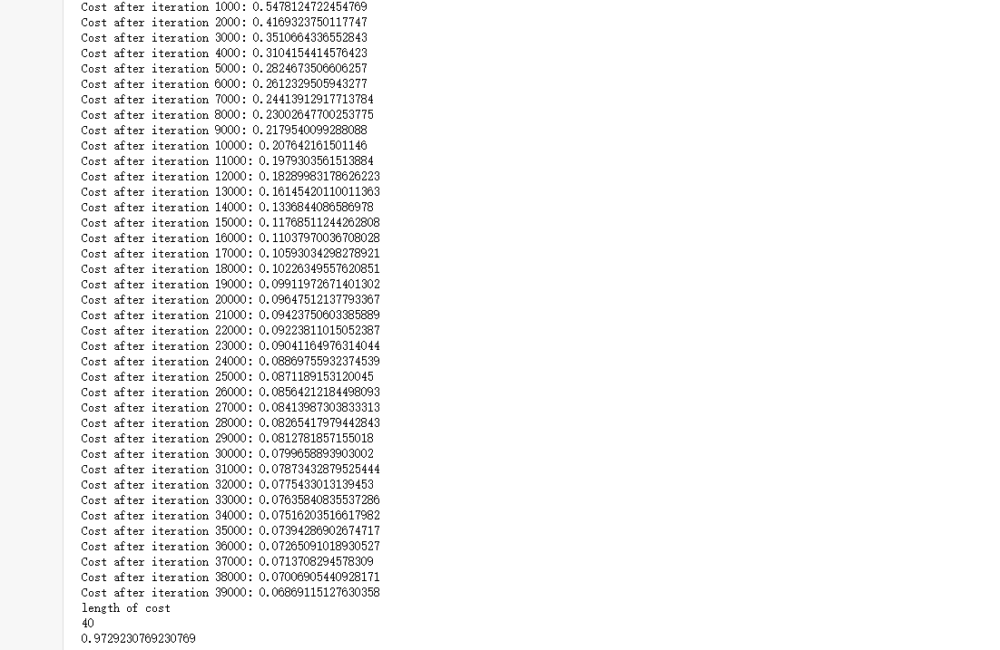 Cost after iteration 1000: 0.5478124722454769
Cost after iteration 2000: 0.4169323750117747
Cost after iteration 3000: 0.3510664336552843
Cost after iteration 4000: 0.3104154414576423
Cost after iteration 5000: 0.2824673506606257
Cost after iteration 6000: 0.2612329505943277
Cost after iteration 7000: 0.24413912917713784
Cost after iteration 8000: 0.23002647700253775
Cost after iteration 9000: 0.2179540099288088
Cost after iteration 10000: 0.207642161501146
Cost after iteration 11000: 0.1979303561513884
Cost after iteration 12000: 0.18289983178626223
Cost after iteration 13000: 0.16145420110011363
Cost after iteration 14000: 0.1336844086586978
Cost after iteration 15000: 0.11768511244262808
Cost after iteration 16000: 0.11037970036708028
Cost after iteration 17000: 0.10593034298278921
Cost after iteration 18000: 0.10226349557620851
Cost after iteration 19000: 0.09911972671401302
Cost after iteration 20000: 0.09647512137793367
Cost after iteration 21000: 0.09423750603385889
Cost after iteration 22000: 0.09223811015052387
Cost after iteration 23000: 0.09041164976314044
Cost after iteration 24000: 0.08869755932374539
Cost after iteration 25000: 0.0871189153120045
Cost after iteration 26000: 0.08564212184498093
Cost after iteration 27000: 0.08413987303833313
Cost after iteration 28000: 0.08265417979442843
Cost after iteration 29000: 0.0812781857155018
Cost after iteration 30000: 0.0799658893903002
Cost after iteration 31000: 0.07873432879525444
Cost after iteration 32000: 0.0775433013139453
Cost after iteration 33000: 0.07635840835537286
Cost after iteration 34000: 0.07516203516617982
Cost after iteration 35000: 0.07394286902674717
Cost after iteration 36000: 0.07265091018930527
Cost after iteration 37000: 0.0713708294578309
Cost after iteration 38000: 0.07006905440928171
Cost after iteration 39000: 0.06869115127630358
length of cost
40
0.9729230769230769